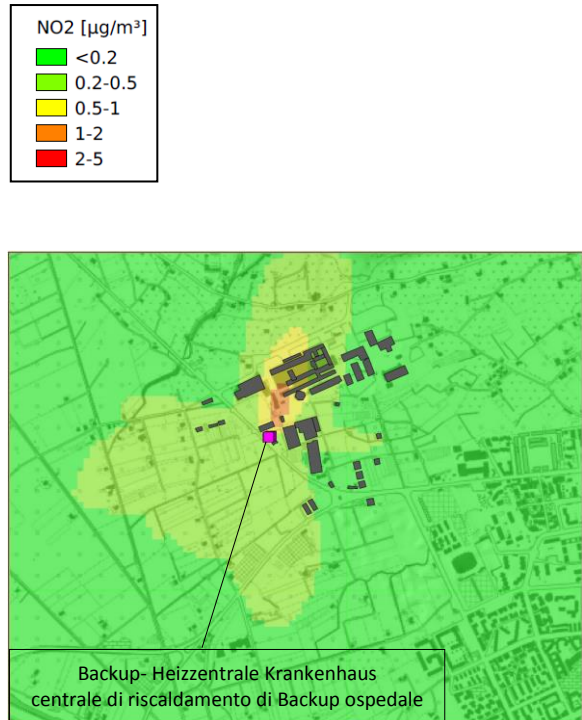 NO2 [µg/m³]
<0.2
0.2-0.5
0.5-1
1-2
2-5
Backup- Heizzentrale Krankenhaus
centrale di riscaldamento di Backup ospedale